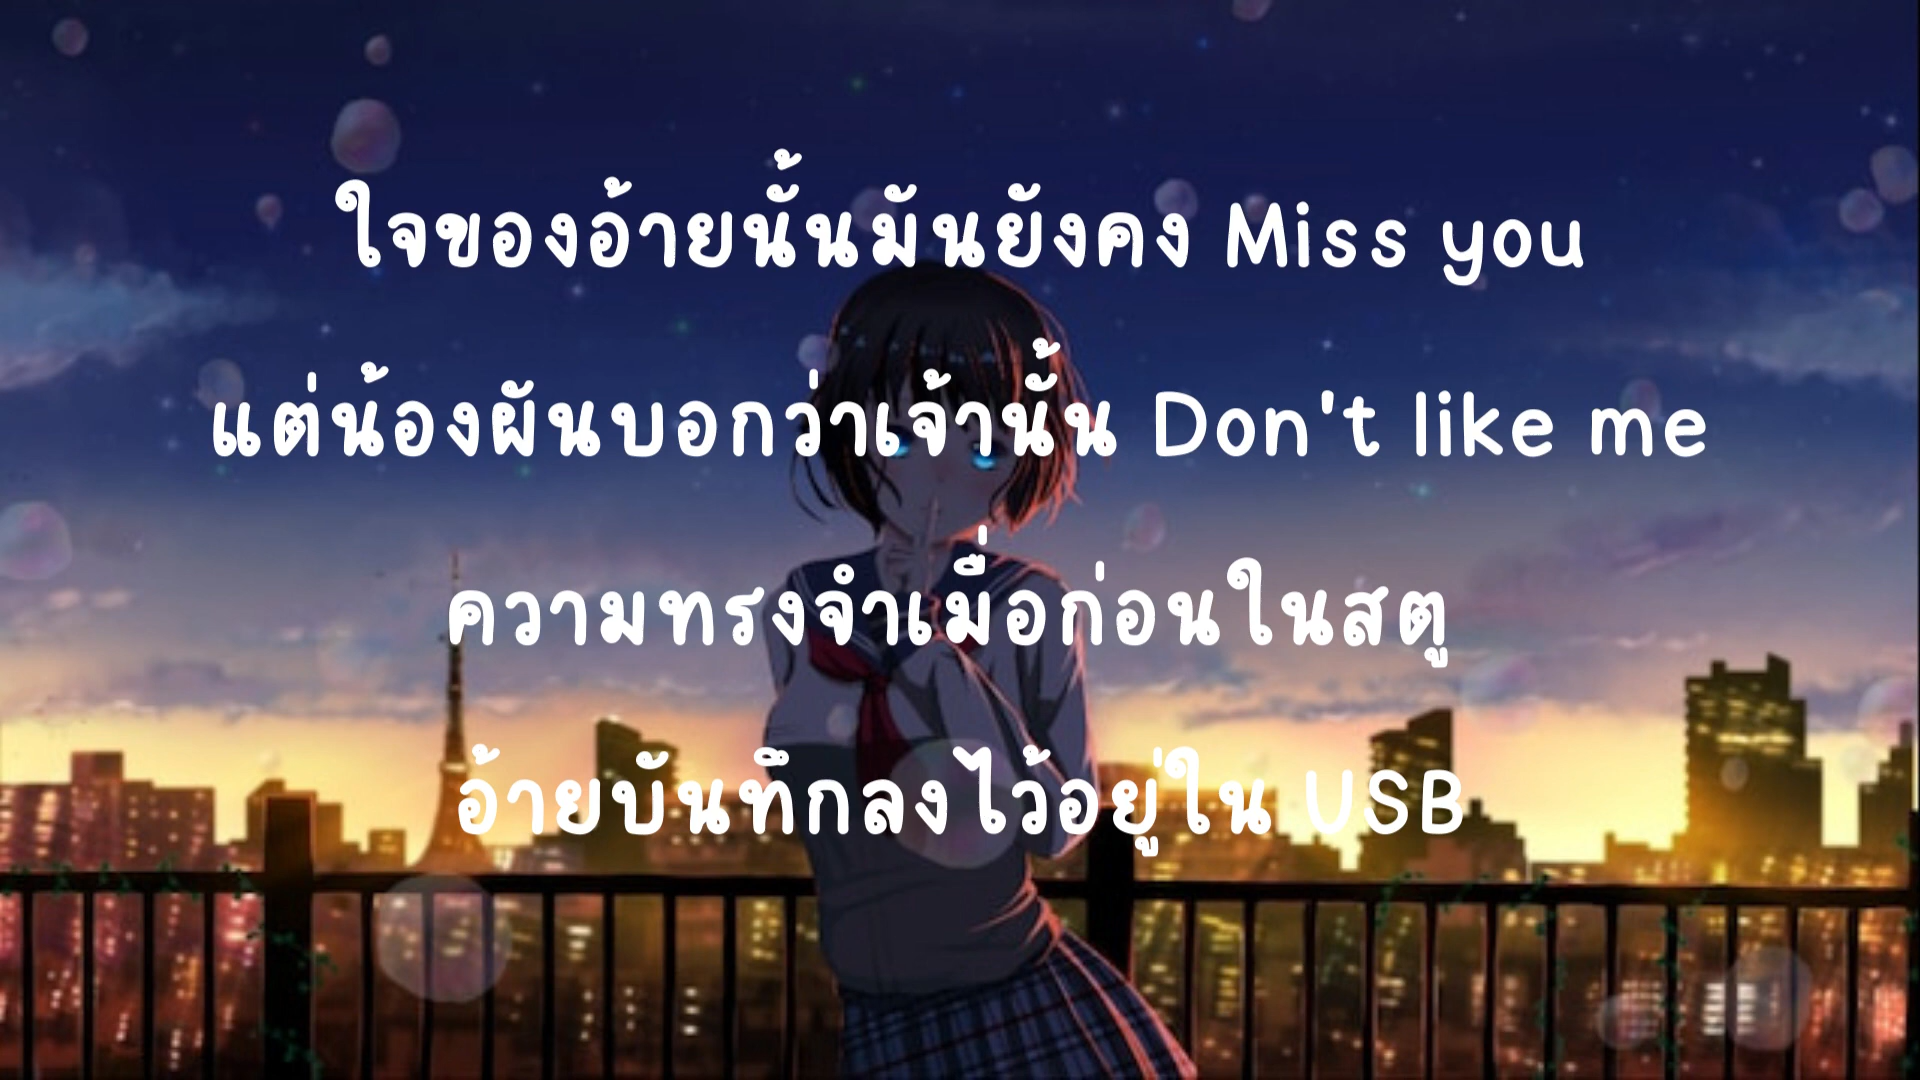 ใจของอ้ายนั้นมันยังคง Miss you
แต่น้องผันบอกว่าเจ้านั้น Don't like me
ความทรงจำเมื่อก่อนในสตู
อ้ายบันทึกลงไว้อยู่ใน USB